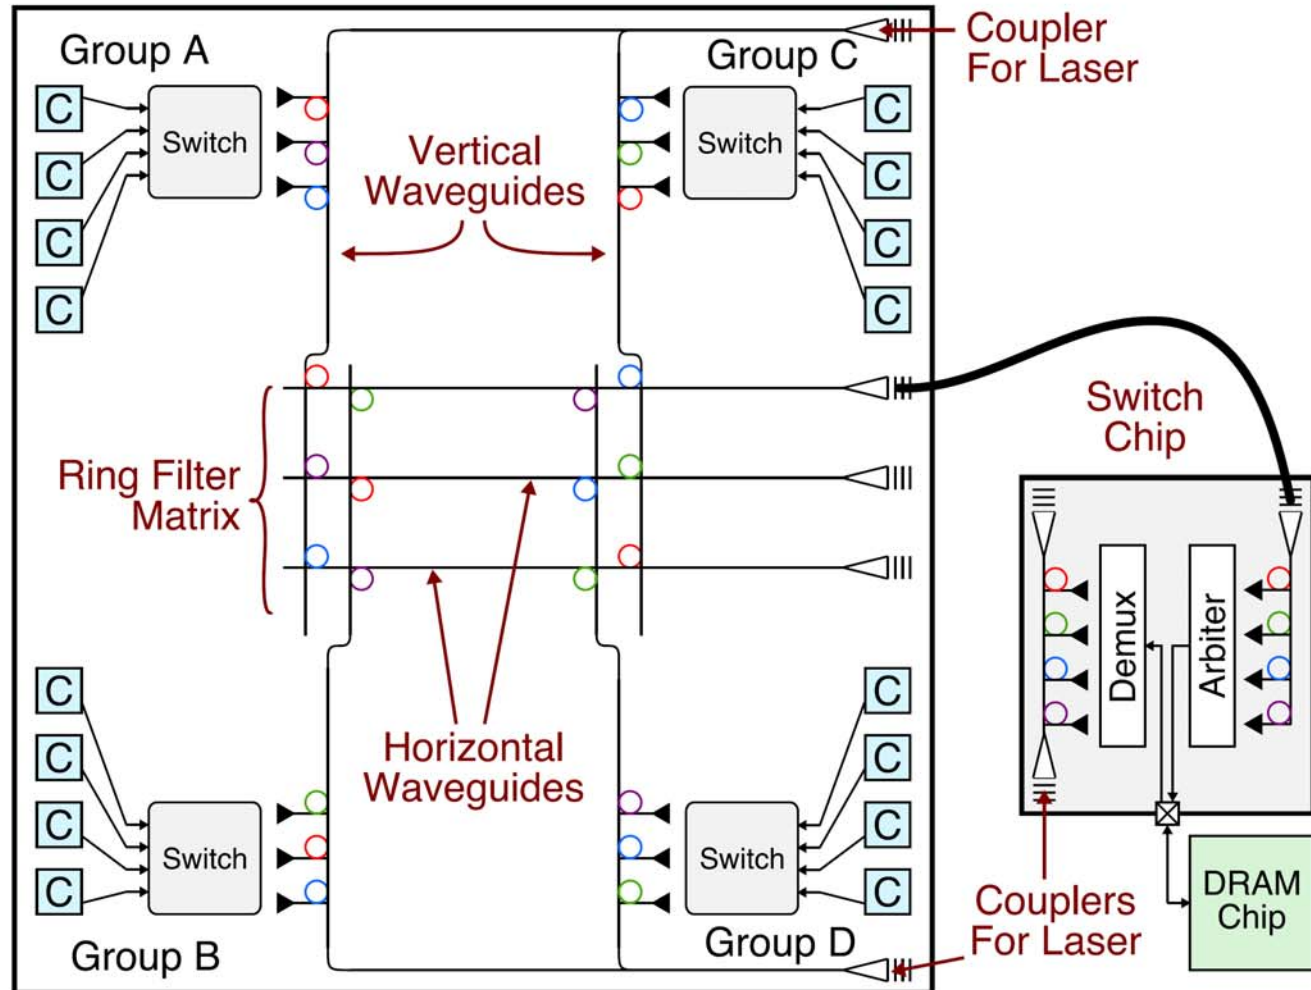 Group A
Group C
Coupler
For Laser
C
C
C
C
Switch
Switch
C
C
C
C
Vertical
Waveguides
Ring Filter
Matrix
Switch
Chip
Demux
Arbiter
Horizontal
Waveguides
C
C
C
C
Switch
Switch
C
C
C
C
Group B
Group D
Couplers
For Laser
DRAM
Chip